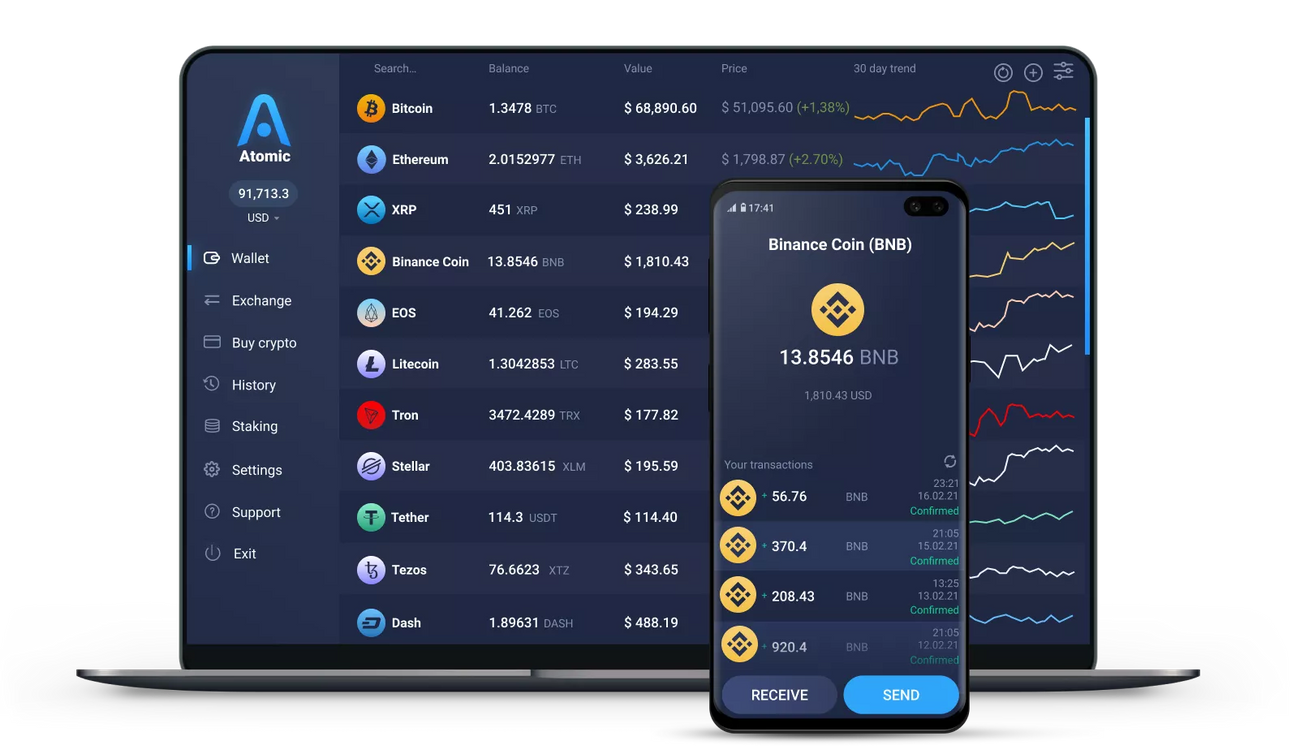 Search... Balance Value Price 30 day trend
Atomic
91,713.3
USD
Wallet
Exchange
Buy crypto
History
Staking
Settings
Support
Exit
Bitcoin 1.3478 BTC $ 68,890.60 $ 51,095.60 (+1,38%)
Ethereum 2.0152977 ETH $ 3,626.21 $ 1,798.87 (+2.70%)
XRP 451 XRP $ 238.99
Binance Coin 13.8546 BNB $ 1,810.43
EOS 41.262 EOS $ 194.29
Litecoin 1.3042853 LTC $ 283.55
Tron 3472.4289 TRX $ 177.82
Stellar 403.83615 XLM $ 195.59
Tether 114.3 USDT $ 114.40
Tezos 76.6623 XTZ $ 343.65
Dash 1.89631 DASH $ 488.19
17:41
Binance Coin (BNB)
13.8546 BNB
1,810.43 USD
Your transactions
23:21
+ 56.76 BNB 16.02.21
Confirmed
21:05
+ 370.4 BNB 15.02.21
Confirmed
13:25
+ 208.43 BNB 13.02.21
Confirmed
21:05
+ 920.4 BNB 12.02.21
Confirmed
RECEIVE SEND